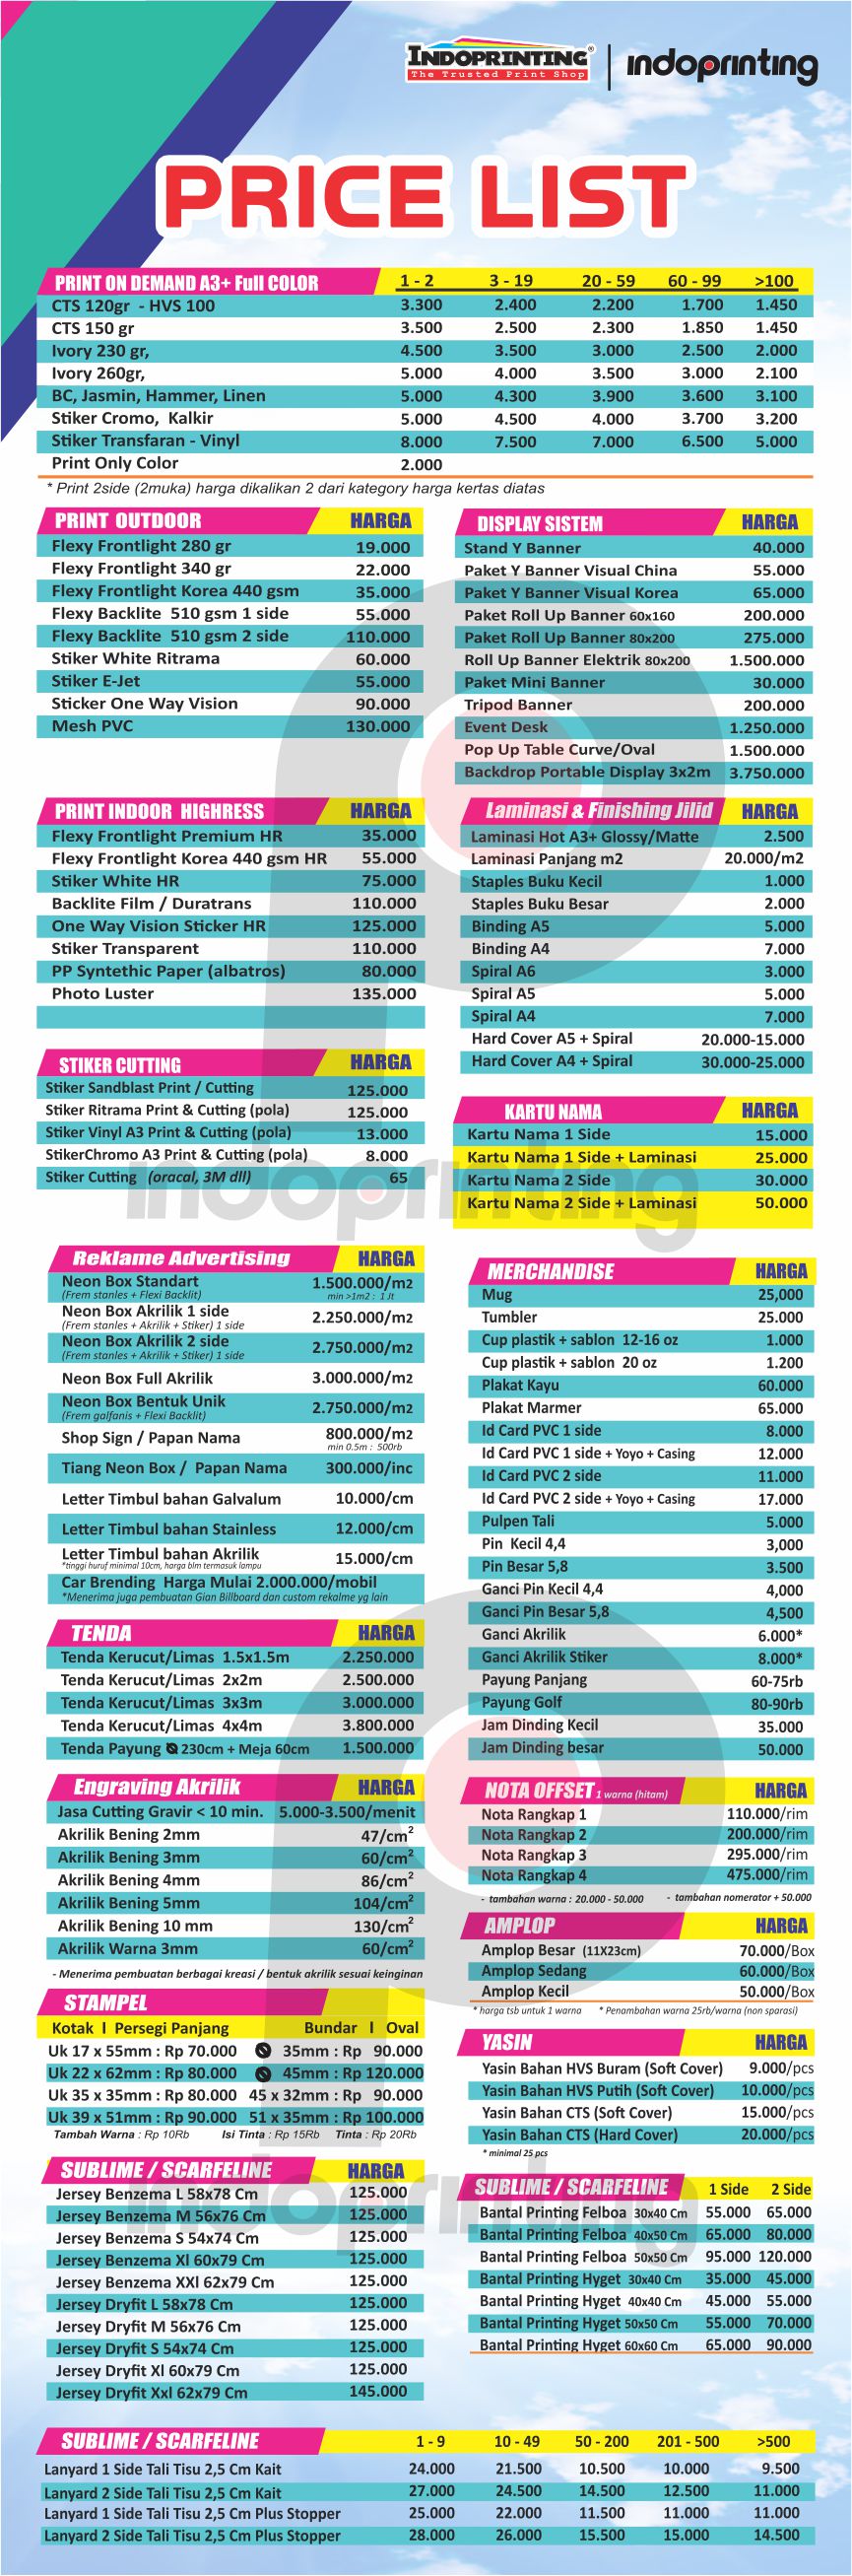 INDOPRINTING®
The Trusted Print Shop
indoprinting
PRICE LIST
PRINT ON DEMAND A3+ Full COLOR 1 - 2 3 - 19 20 - 59 60 - 99 >100
CTS 120gr - HVS 100 3.300 2.400 2.200 1.700 1.450
CTS 150 gr 3.500 2.500 2.300 1.850 1.450
Ivory 230 gr, 4.500 3.500 3.000 2.500 2.000
Ivory 260gr, 5.000 4.000 3.500 3.000 2.100
BC, Jasmin, Hammer, Linen 5.000 4.300 3.900 3.600 3.100
Stiker Cromo, Kalkir 5.000 4.500 4.000 3.700 3.200
Stiker Transfaran - Vinyl 8.000 7.500 7.000 6.500 5.000
Print Only Color 2.000
* Print 2side (2muka) harga dikalikan 2 dari kategory harga kertas diatas
PRINT OUTDOOR HARGA
Flexy Frontlight 280 gr 19.000
Flexy Frontlight 340 gr 22.000
Flexy Frontlight Korea 440 gsm 35.000
Flexy Backlite 510 gsm 1 side 55.000
Flexy Backlite 510 gsm 2 side 110.000
Stiker White Ritrama 60.000
Stiker E-Jet 55.000
Sticker One Way Vision 90.000
Mesh PVC 130.000
DISPLAY SISTEM HARGA
Stand Y Banner 40.000
Paket Y Banner Visual China 55.000
Paket Y Banner Visual Korea 65.000
Paket Roll Up Banner 60x160 200.000
Paket Roll Up Banner 80x200 275.000
Roll Up Banner Elektrik 80x200 1.500.000
Paket Mini Banner 30.000
Tripod Banner 200.000
Event Desk 1.250.000
Pop Up Table Curve/Oval 1.500.000
Backdrop Portable Display 3x2m 3.750.000
PRINT INDOOR HIGHRESS HARGA
Flexy Frontlight Premium HR 35.000
Flexy Frontlight Korea 440 gsm HR 55.000
Stiker White HR 75.000
Backlite Film / Duratrans 110.000
One Way Vision Sticker HR 125.000
Stiker Transparent 110.000
PP Syntethic Paper (albatros) 80.000
Photo Luster 135.000
Laminasi & Finishing Jilid HARGA
Laminasi Hot A3+ Glossy/Matte 2.500
Laminasi Panjang m2 20.000/m2
Staples Buku Kecil 1.000
Staples Buku Besar 2.000
Binding A5 5.000
Binding A4 7.000
Spiral A6 3.000
Spiral A5 5.000
Spiral A4 7.000
Hard Cover A5 + Spiral 20.000-15.000
Hard Cover A4 + Spiral 30.000-25.000
STIKER CUTTING HARGA
Stiker Sandblast Print / Cutting 125.000
Stiker Ritrama Print & Cutting (pola) 125.000
Stiker Vinyl A3 Print & Cutting (pola) 13.000
StikerChromo A3 Print & Cutting (pola) 8.000
Stiker Cutting (oracal, 3M dll) 65
KARTU NAMA HARGA
Kartu Nama 1 Side 15.000
Kartu Nama 1 Side + Laminasi 25.000
Kartu Nama 2 Side 30.000
Kartu Nama 2 Side + Laminasi 50.000
indoprinting
Reklame Advertising HARGA
Neon Box Standart 1.500.000/m2
(Frem stanles + Flexi Backlit) min >1m2 : 1 Jt
Neon Box Akrilik 1 side 2.250.000/m2
(Frem stanles + Akrilik + Stiker) 1 side
Neon Box Akrilik 2 side 2.750.000/m2
(Frem stanles + Akrilik + Stiker) 1 side
Neon Box Full Akrilik 3.000.000/m2
Neon Box Bentuk Unik 2.750.000/m2
(Frem galfanis + Flexi Backlit)
Shop Sign / Papan Nama 800.000/m2
min 0.5m : 500rb
Tiang Neon Box / Papan Nama 300.000/inc
Letter Timbul bahan Galvalum 10.000/cm
Letter Timbul bahan Stainless 12.000/cm
Letter Timbul bahan Akrilik 15.000/cm
*tinggi huruf minimal 10cm, harga blm termasuk lampu
Car Brending Harga Mulai 2.000.000/mobil
*Menerima juga pembuatan Gian Billboard dan custom rekalme yg lain
MERCHANDISE HARGA
Mug 25,000
Tumbler 25.000
Cup plastik + sablon 12-16 oz 1.000
Cup plastik + sablon 20 oz 1.200
Plakat Kayu 60.000
Plakat Marmer 65.000
Id Card PVC 1 side 8.000
Id Card PVC 1 side + Yoyo + Casing 12.000
Id Card PVC 2 side 11.000
Id Card PVC 2 side + Yoyo + Casing 17.000
Pulpen Tali 5.000
Pin Kecil 4,4 3,000
Pin Besar 5,8 3.500
Ganci Pin Kecil 4,4 4,000
Ganci Pin Besar 5,8 4,500
Ganci Akrilik 6.000*
Ganci Akrilik Stiker 8.000*
Payung Panjang 60-75rb
Payung Golf 80-90rb
Jam Dinding Kecil 35.000
Jam Dinding besar 50.000
TENDA HARGA
Tenda Kerucut/Limas 1.5x1.5m 2.250.000
Tenda Kerucut/Limas 2x2m 2.500.000
Tenda Kerucut/Limas 3x3m 3.000.000
Tenda Kerucut/Limas 4x4m 3.800.000
Tenda Payung ⦰ 230cm + Meja 60cm 1.500.000
Engraving Akrilik HARGA
Jasa Cutting Gravir < 10 min. 5.000-3.500/menit
Akrilik Bening 2mm 47/cm²
Akrilik Bening 3mm 60/cm²
Akrilik Bening 4mm 86/cm²
Akrilik Bening 5mm 104/cm²
Akrilik Bening 10 mm 130/cm²
Akrilik Warna 3mm 60/cm²
- Menerima pembuatan berbagai kreasi / bentuk akrilik sesuai keinginan
NOTA OFFSET 1 warna (hitam) HARGA
Nota Rangkap 1 110.000/rim
Nota Rangkap 2 200.000/rim
Nota Rangkap 3 295.000/rim
Nota Rangkap 4 475.000/rim
- tambahan warna : 20.000 - 50.000 - tambahan nomerator + 50.000
AMPLOP HARGA
Amplop Besar (11X23cm) 70.000/Box
Amplop Sedang 60.000/Box
Amplop Kecil 50.000/Box
* harga tsb untuk 1 warna * Penambahan warna 25rb/warna (non sparasi)
STAMPEL
Kotak I Persegi Panjang Bundar I Oval
Uk 17 x 55mm : Rp 70.000 ⦰ 35mm : Rp 90.000
Uk 22 x 62mm : Rp 80.000 ⦰ 45mm : Rp 120.000
Uk 35 x 35mm : Rp 80.000 45 x 32mm : Rp 90.000
Uk 39 x 51mm : Rp 90.000 51 x 35mm : Rp 100.000
Tambah Warna : Rp 10Rb Isi Tinta : Rp 15Rb Tinta : Rp 20Rb
YASIN HARGA
Yasin Bahan HVS Buram (Soft Cover) 9.000/pcs
Yasin Bahan HVS Putih (Soft Cover) 10.000/pcs
Yasin Bahan CTS (Soft Cover) 15.000/pcs
Yasin Bahan CTS (Hard Cover) 20.000/pcs
* minimal 25 pcs
SUBLIME / SCARFELINE HARGA
Jersey Benzema L 58x78 Cm 125.000
Jersey Benzema M 56x76 Cm 125.000
Jersey Benzema S 54x74 Cm 125.000
Jersey Benzema Xl 60x79 Cm 125.000
Jersey Benzema XXl 62x79 Cm 125.000
Jersey Dryfit L 58x78 Cm 125.000
Jersey Dryfit M 56x76 Cm 125.000
Jersey Dryfit S 54x74 Cm 125.000
Jersey Dryfit Xl 60x79 Cm 125.000
Jersey Dryfit Xxl 62x79 Cm 145.000
indoprinting
SUBLIME / SCARFELINE 1 Side 2 Side
Bantal Printing Felboa 30x40 Cm 55.000 65.000
Bantal Printing Felboa 40x50 Cm 65.000 80.000
Bantal Printing Felboa 50x50 Cm 95.000 120.000
Bantal Printing Hyget 30x40 Cm 35.000 45.000
Bantal Printing Hyget 40x40 Cm 45.000 55.000
Bantal Printing Hyget 50x50 Cm 55.000 70.000
Bantal Printing Hyget 60x60 Cm 65.000 90.000
SUBLIME / SCARFELINE 1 - 9 10 - 49 50 - 200 201 - 500 >500
Lanyard 1 Side Tali Tisu 2,5 Cm Kait 24.000 21.500 10.500 10.000 9.500
Lanyard 2 Side Tali Tisu 2,5 Cm Kait 27.000 24.500 14.500 12.500 11.000
Lanyard 1 Side Tali Tisu 2,5 Cm Plus Stopper 25.000 22.000 11.500 11.000 11.000
Lanyard 2 Side Tali Tisu 2,5 Cm Plus Stopper 28.000 26.000 15.500 15.000 14.500